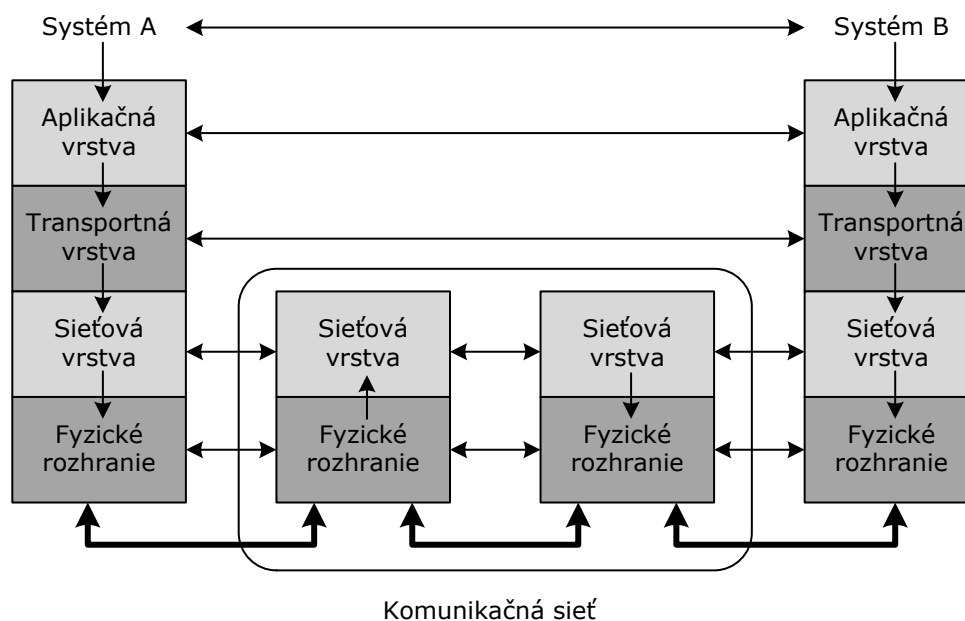 Systém A
Systém B
Aplikačná
vrstva
Aplikačná
vrstva
Transportná
vrstva
Transportná
vrstva
Sieťová
vrstva
Sieťová
vrstva
Sieťová
vrstva
Sieťová
vrstva
Fyzické
rozhranie
Fyzické
rozhranie
Fyzické
rozhranie
Fyzické
rozhranie
Komunikačná sieť